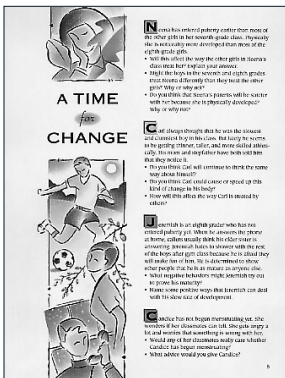 A TIME
for
CHANGE
Neena has entered puberty earlier than most of
the other girls in her seventh-grade class. Physically
she is noticeably more developed than most of the
eighth-grade girls.
• Will this affect the way the other girls in Neena's
class treat her? Explain your answer.
• Might the boys in the seventh and eighth grades
treat Neena differently than they treat the other
girls? Why or why not?
• Do you think that Neena's parents will be stricter
with her because she is physically developed?
Why or why not?
Carl always thought that he was the slowest
and clumsiest boy in his class. But lately he seems
to be getting thinner, taller, and more skilled athleti-
cally. His mom and stepfather have both told him
that they notice it.
• Do you think Carl will continue to think the same
way about himself?
• Do you think Carl could cause or speed up this
kind of change in his body?
• How will this affect the way Carl is treated by
others?
Jeremiah is an eighth grader who has not
entered puberty yet. When he answers the phone
at home, callers usually think his older sister is
answering. Jeremiah hates to shower with the rest
of the boys after gym class because he is afraid they
will make fun of him. He is determined to show
other people that he is as mature as anyone else.
• What negative behaviors might Jeremiah try out
to prove his maturity?
• Name some positive ways that Jeremiah can deal
with his slow rate of development.
Candice has not begun menstruating yet. She
wonders if her classmates can tell. She gets angry a
lot and worries that something is wrong with her.
• Would any of her classmates really care whether
Candice has begun menstruating?
• What advice would you give Candice?